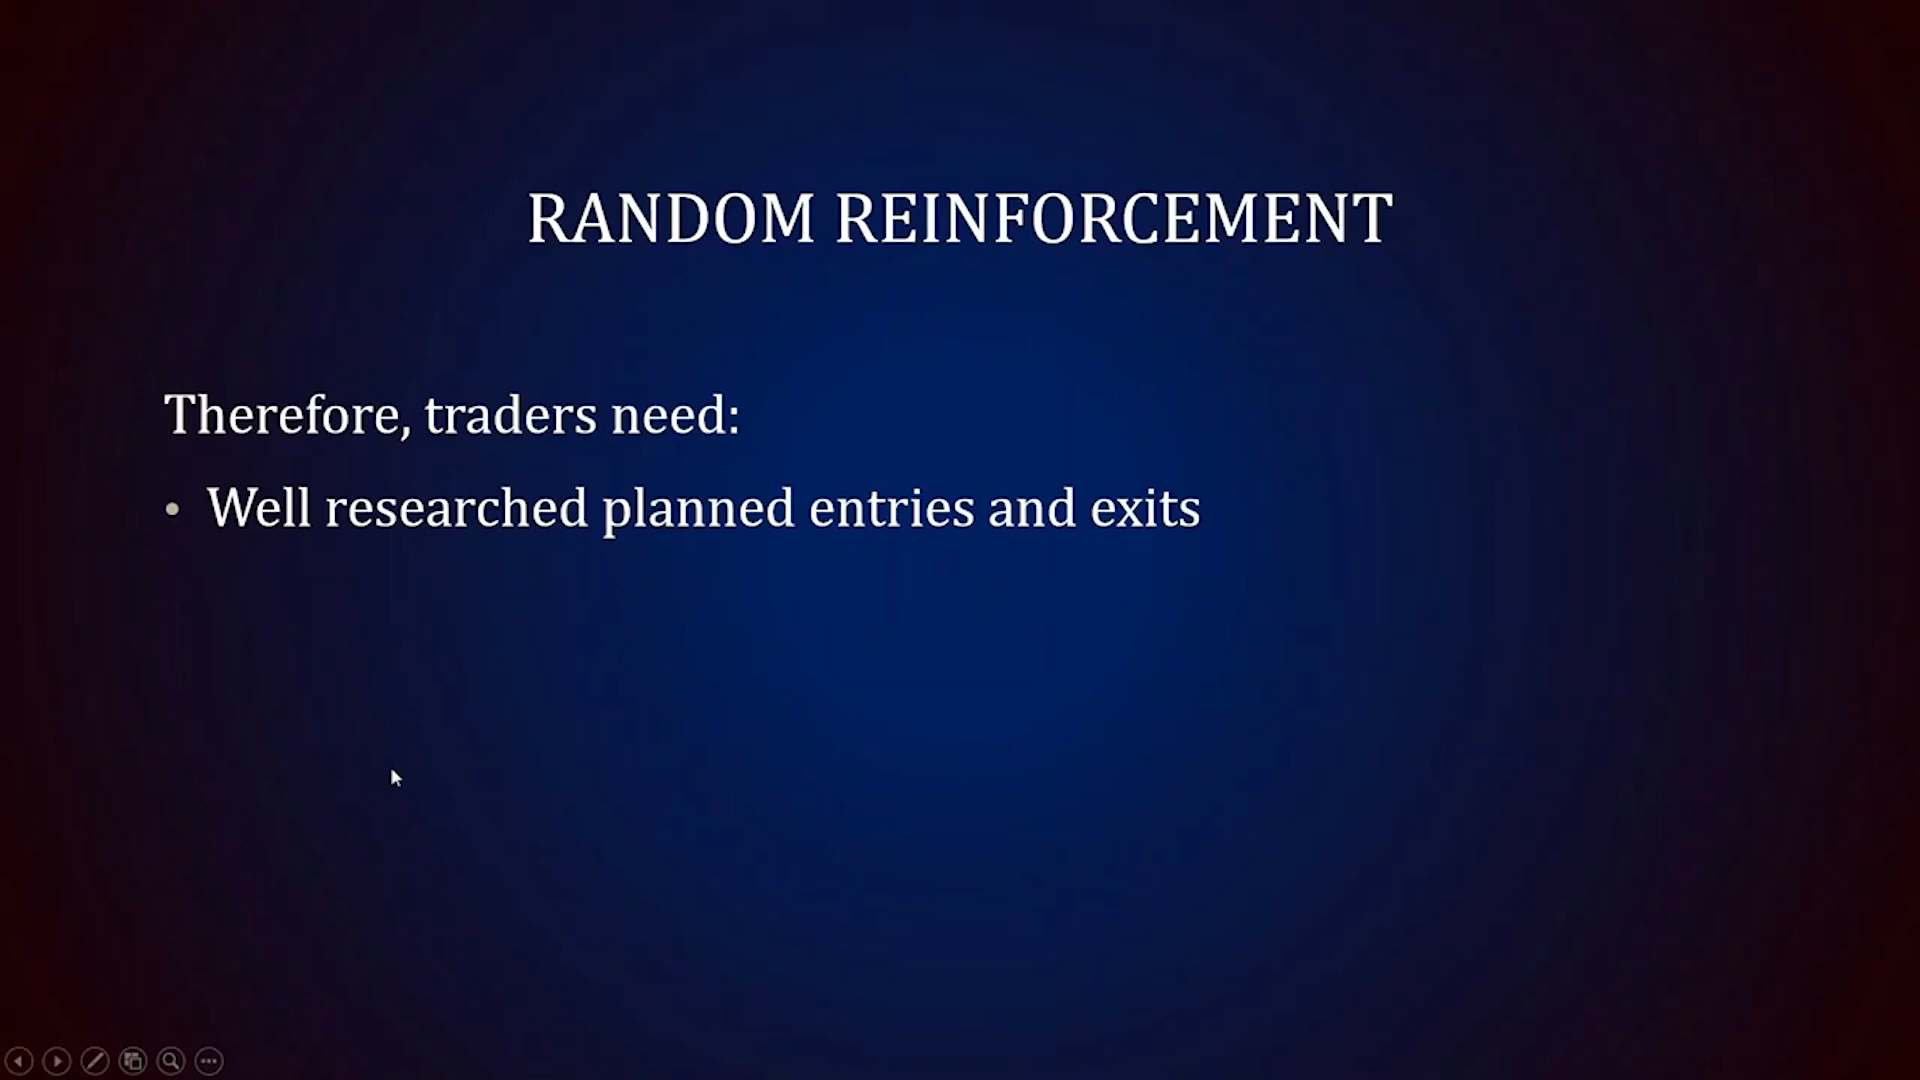 RANDOM REINFORCEMENT
Therefore, traders need:
• Well researched planned entries and exits